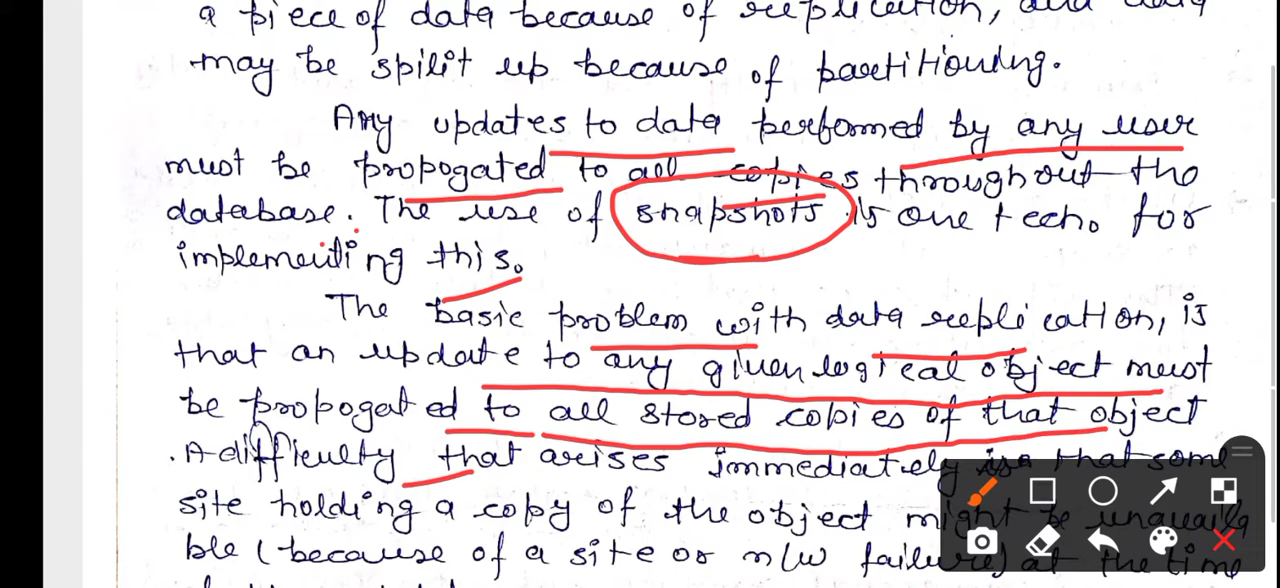 a piece of data because of replication, and data
may be spilit up because of partitioning.
Any updates to data performed by any user
must be propogated to all copies throughout the
database. The use of snapshots is one tech. for
implementing this.
The basic problem with data replication, is
that an update to any given logical object must
be propogated to all stored copies of that object
. A difficulty that arises immediately is that some
site holding a copy of the object might be unavaila
ble (because of a site or n/w failure) at the time